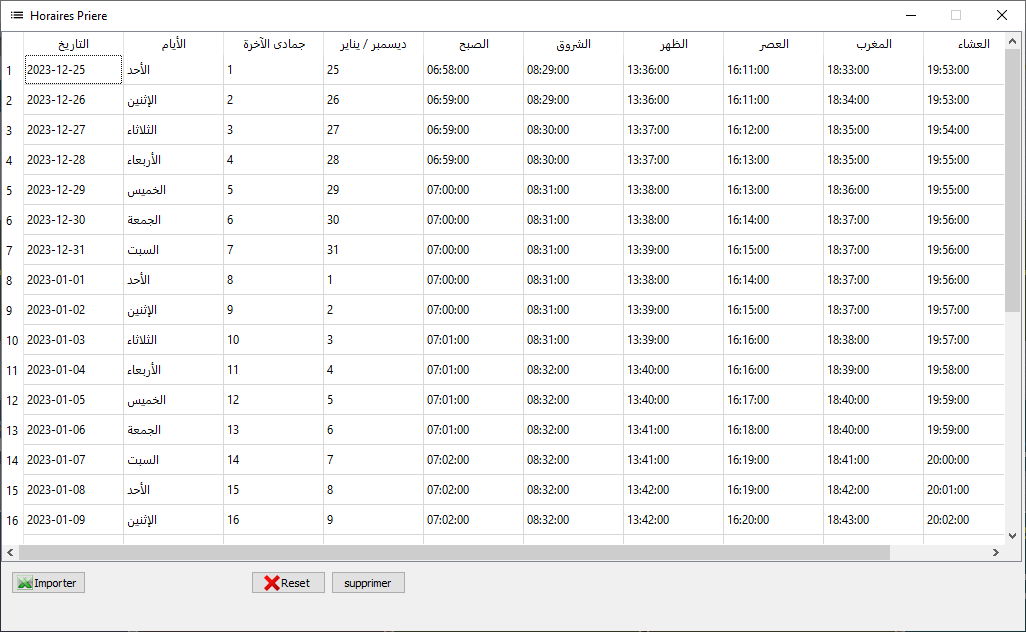 Horaires Priere
التاريخ الأيام جمادى الآخرة ديسمبر / يناير الصبح الشروق الظهر العصر المغرب العشاء
1 2023-12-25 الأحد 1 25 06:58:00 08:29:00 13:36:00 16:11:00 18:33:00 19:53:00
2 2023-12-26 الإثنين 2 26 06:59:00 08:29:00 13:36:00 16:11:00 18:34:00 19:53:00
3 2023-12-27 الثلاثاء 3 27 06:59:00 08:30:00 13:37:00 16:12:00 18:35:00 19:54:00
4 2023-12-28 الأربعاء 4 28 06:59:00 08:30:00 13:37:00 16:13:00 18:35:00 19:55:00
5 2023-12-29 الخميس 5 29 07:00:00 08:31:00 13:38:00 16:13:00 18:36:00 19:55:00
6 2023-12-30 الجمعة 6 30 07:00:00 08:31:00 13:38:00 16:14:00 18:37:00 19:56:00
7 2023-12-31 السبت 7 31 07:00:00 08:31:00 13:39:00 16:15:00 18:37:00 19:56:00
8 2023-01-01 الأحد 8 1 07:00:00 08:31:00 13:38:00 16:14:00 18:37:00 19:56:00
9 2023-01-02 الإثنين 9 2 07:00:00 08:31:00 13:39:00 16:15:00 18:37:00 19:57:00
10 2023-01-03 الثلاثاء 10 3 07:01:00 08:31:00 13:39:00 16:16:00 18:38:00 19:57:00
11 2023-01-04 الأربعاء 11 4 07:01:00 08:32:00 13:40:00 16:16:00 18:39:00 19:58:00
12 2023-01-05 الخميس 12 5 07:01:00 08:32:00 13:40:00 16:17:00 18:40:00 19:59:00
13 2023-01-06 الجمعة 13 6 07:01:00 08:32:00 13:41:00 16:18:00 18:40:00 19:59:00
14 2023-01-07 السبت 14 7 07:02:00 08:32:00 13:41:00 16:19:00 18:41:00 20:00:00
15 2023-01-08 الأحد 15 8 07:02:00 08:32:00 13:42:00 16:19:00 18:42:00 20:01:00
16 2023-01-09 الإثنين 16 9 07:02:00 08:32:00 13:42:00 16:20:00 18:43:00 20:02:00
Importer Reset supprimer